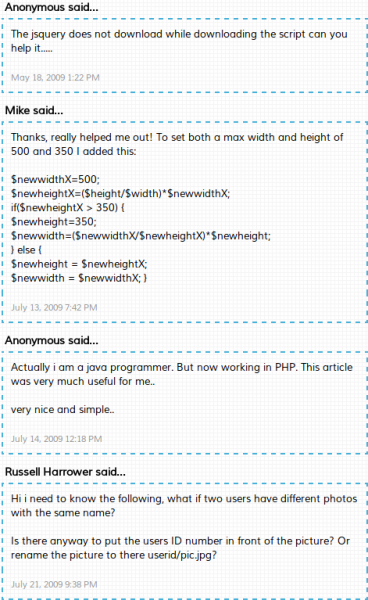 Anonymous said...
The jsquery does not download while downloading the script can you
help it.....
May 18, 2009 1:22 PM
Mike said...
Thanks, really helped me out! To set both a max width and height of
500 and 350 I added this:
$newwidthX=500;
$newheightX=($height/$width)*$newwidthX;
if($newheightX > 350) {
$newheight=350;
$newwidth=($newwidthX/$newheightX)*$newheight;
} else {
$newheight = $newheightX;
$newwidth = $newwidthX; }
July 13, 2009 7:42 PM
Anonymous said...
Actually i am a java programmer. But now working in PHP. This article
was very much useful for me..
very nice and simple..
July 14, 2009 12:18 PM
Russell Harrower said...
Hi i need to know the following, what if two users have different photos
with the same name?
Is there anyway to put the users ID number in front of the picture? Or
rename the picture to there userid/pic.jpg?
July 21, 2009 9:38 PM